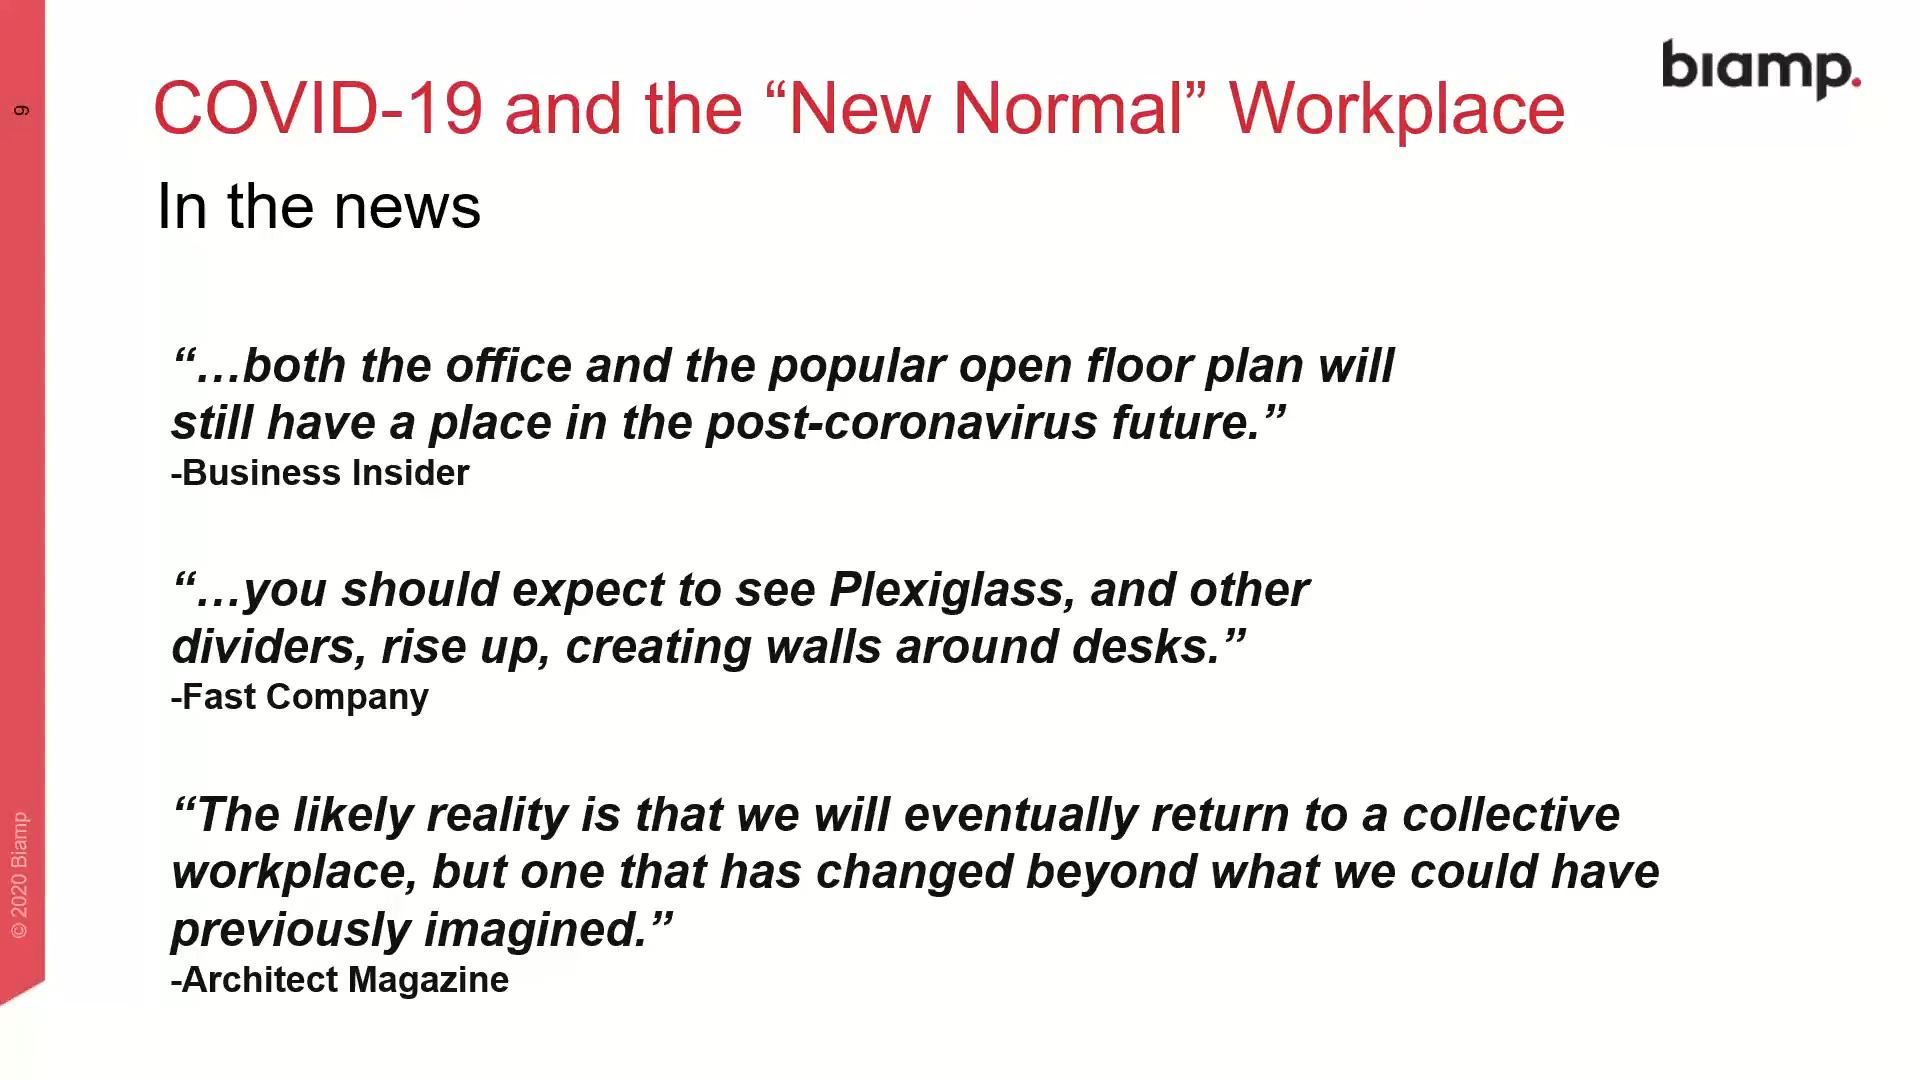 biamp.
COVID-19 and the “New Normal” Workplace
In the news
“…both the office and the popular open floor plan will
still have a place in the post-coronavirus future.”
-Business Insider
“…you should expect to see Plexiglass, and other
dividers, rise up, creating walls around desks.”
-Fast Company
“The likely reality is that we will eventually return to a collective
workplace, but one that has changed beyond what we could have
previously imagined.”
-Architect Magazine
9
© 2020 Biamp